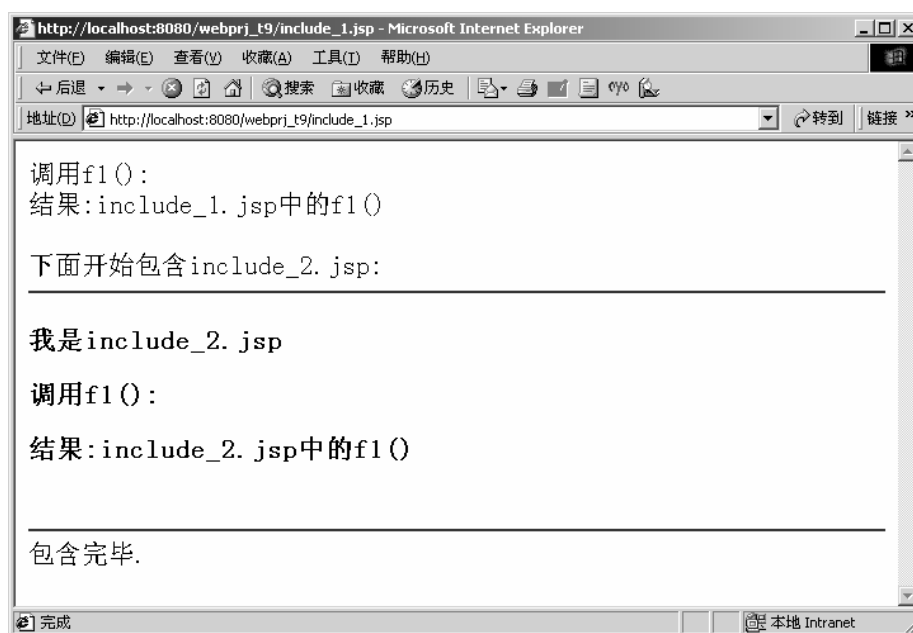 http://localhost:8080/webprj_t9/include_1.jsp - Microsoft Internet Explorer
文件(F) 编辑(E) 查看(V) 收藏(A) 工具(T) 帮助(H)
后退 搜索 收藏 历史
地址(D) http://localhost:8080/webprj_t9/include_1.jsp 转到 链接 »
调用f1():
结果:include_1.jsp中的f1()
下面开始包含include_2.jsp:
我是include_2.jsp
调用f1():
结果:include_2.jsp中的f1()
包含完毕.
完成 本地 Intranet